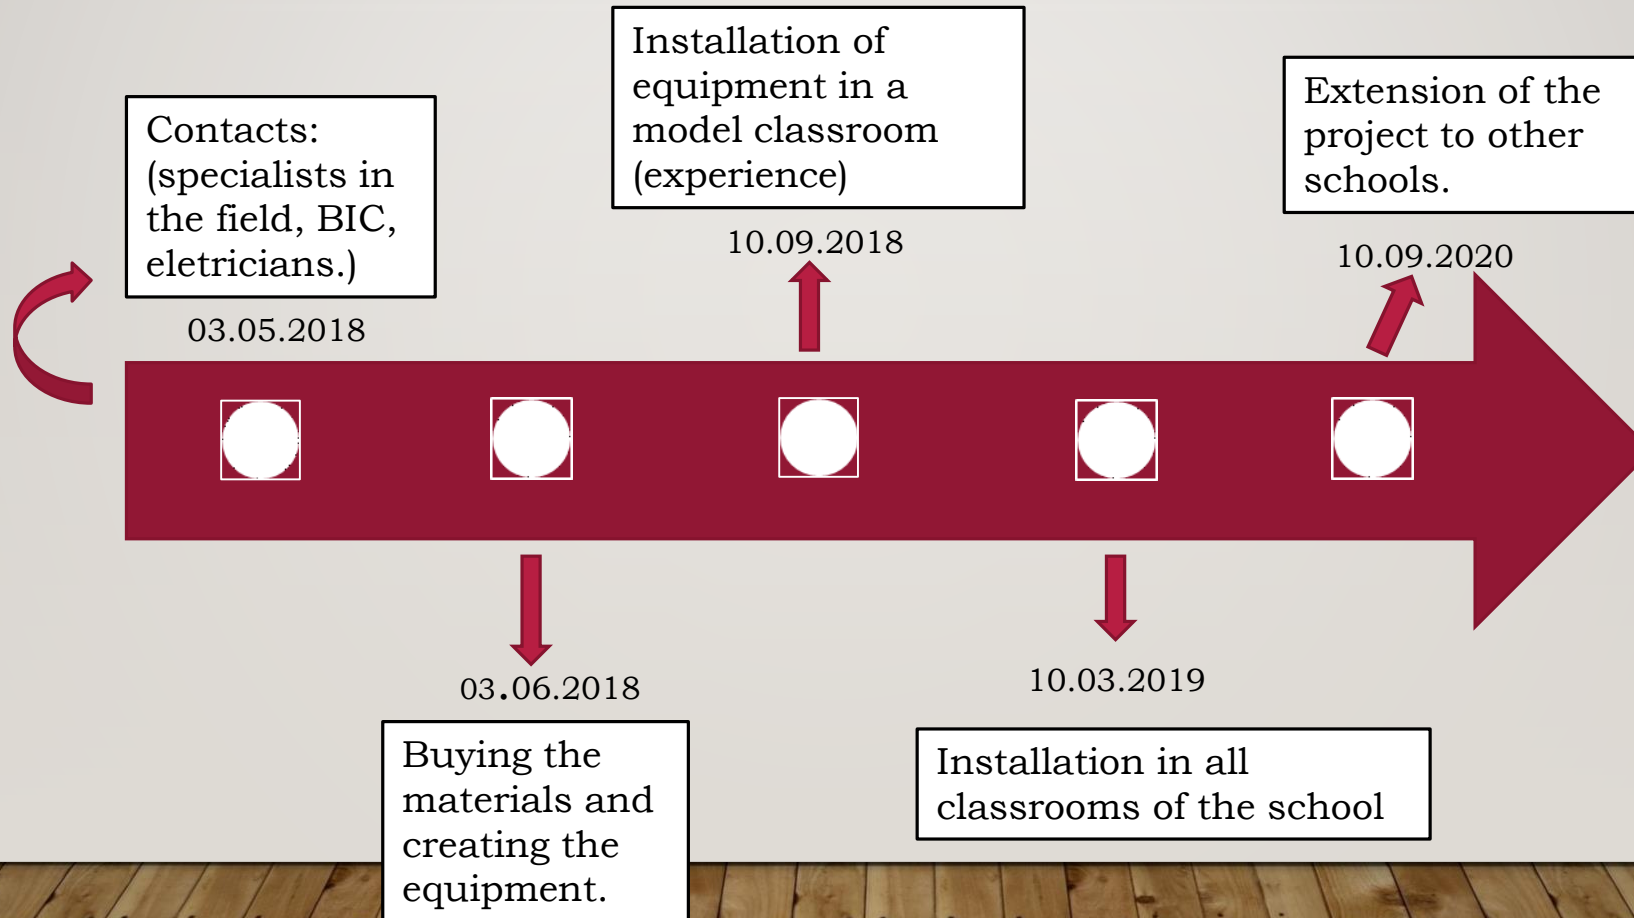 Contacts:
(specialists in
the field, BIC,
eletricians.)
03.05.2018
03.06.2018
Buying the
materials and
creating the
equipment.
Installation of
equipment in a
model classroom
(experience)
10.09.2018
10.03.2019
Installation in all
classrooms of the school
Extension of the
project to other
schools.
10.09.2020